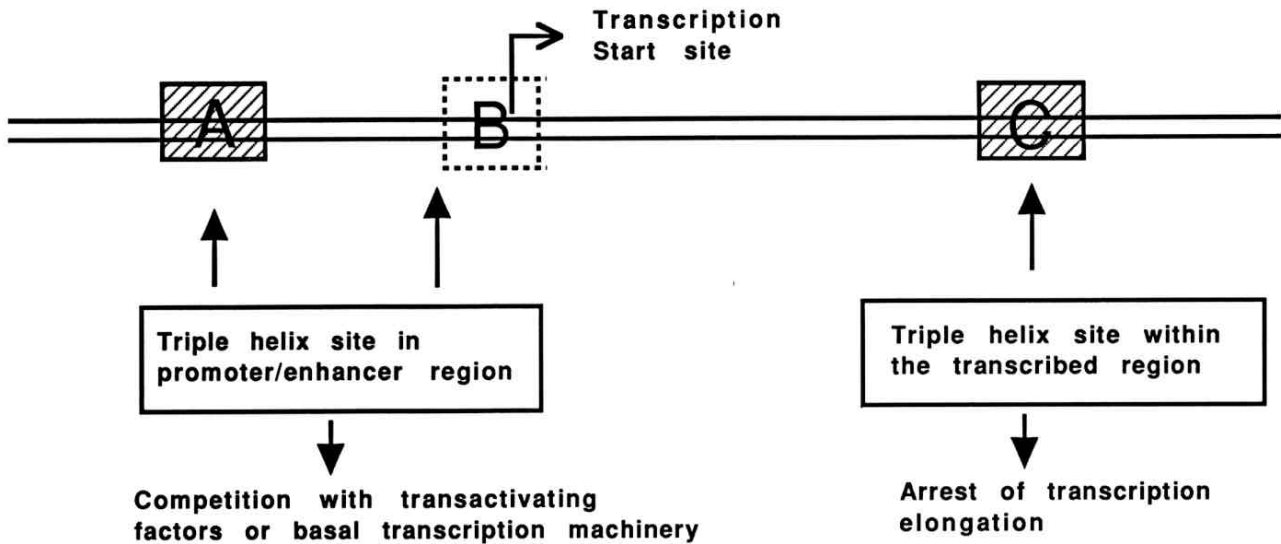 Transcription
Start site
A
B
C
Triple helix site in
promoter/enhancer region
Triple helix site within
the transcribed region
Competition with transactivating
factors or basal transcription machinery
Arrest of transcription
elongation